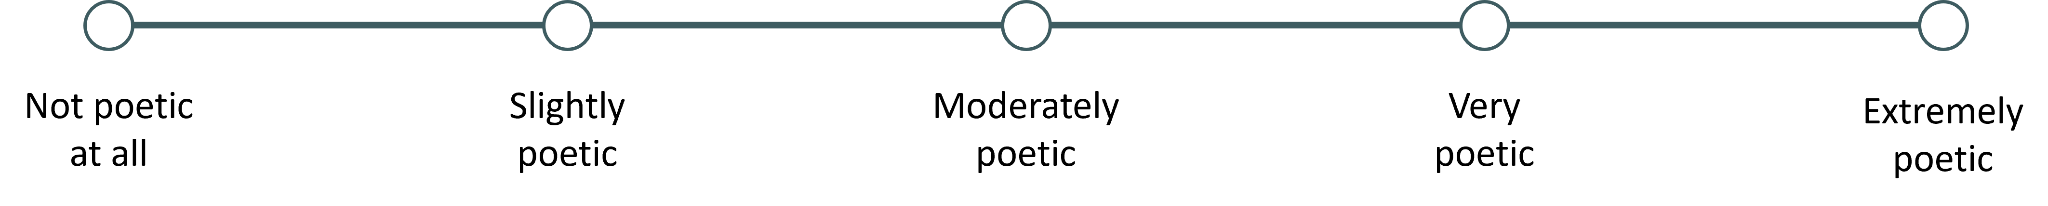 Not poetic
at all
Slightly
poetic
Moderately
poetic
Very
poetic
Extremely
poetic